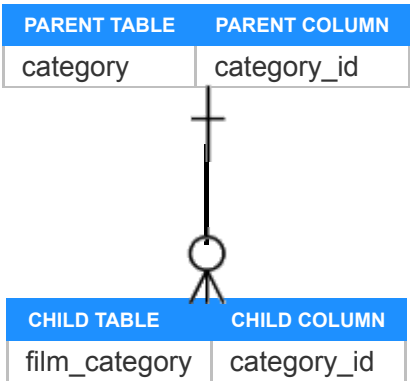 PARENT TABLE PARENT COLUMN
category category_id
CHILD TABLE CHILD COLUMN
film_category category_id